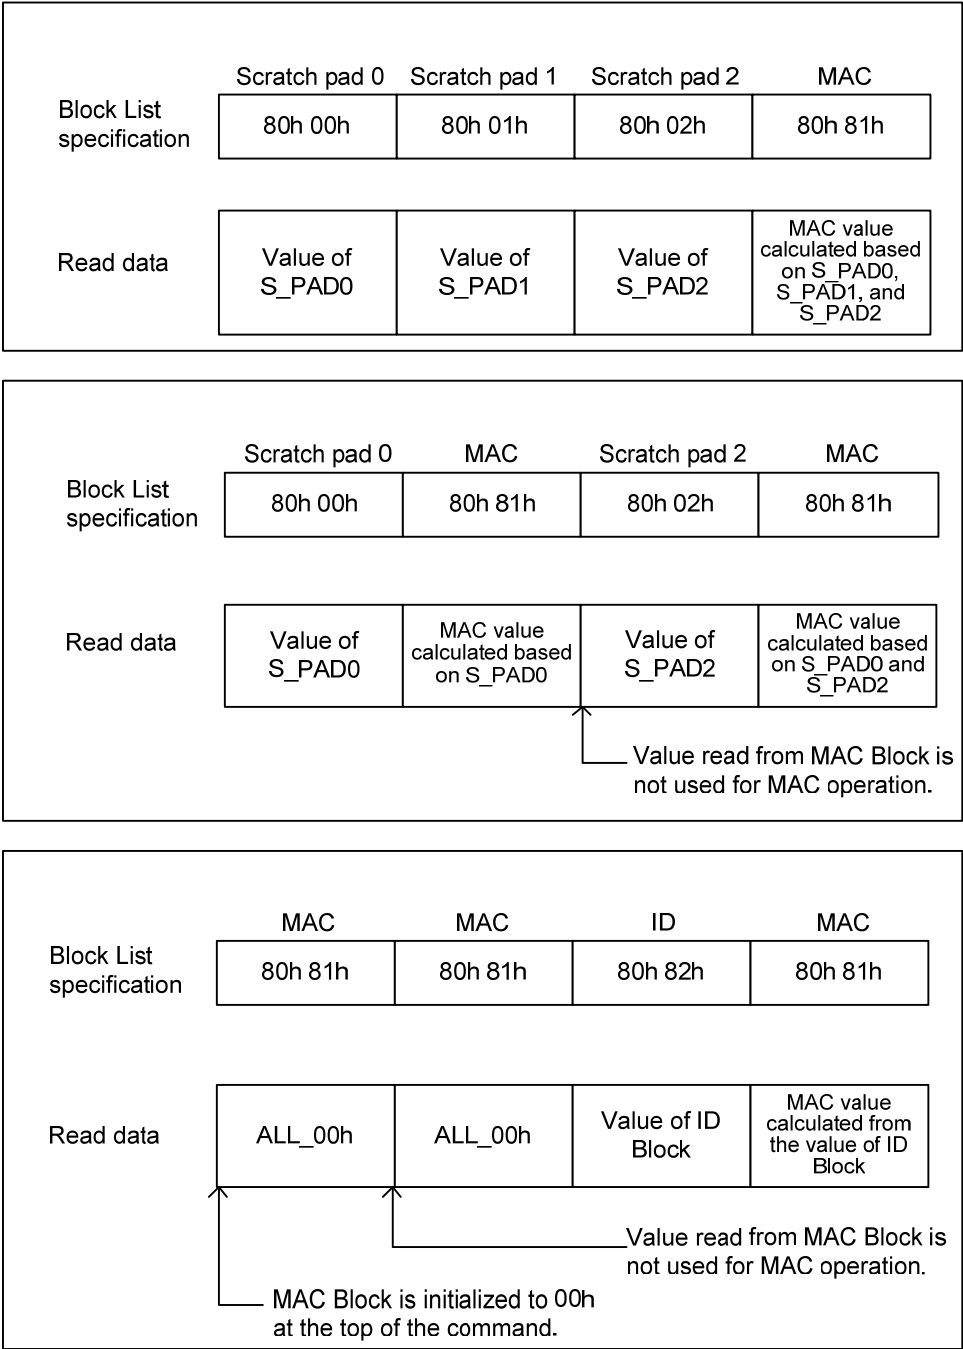 Scratch pad 0 Scratch pad 1 Scratch pad 2 MAC
Block List
specification
80h 00h 80h 01h 80h 02h 80h 81h
Read data
Value of
S_PAD0
Value of
S_PAD1
Value of
S_PAD2
MAC value
calculated based
on S_PAD0,
S_PAD1, and
S_PAD2
Scratch pad 0 MAC Scratch pad 2 MAC
Block List
specification
80h 00h 80h 81h 80h 02h 80h 81h
Read data
Value of
S_PAD0
MAC value
calculated based
on S_PAD0
Value of
S_PAD2
MAC value
calculated based
on S_PAD0 and
S_PAD2
Value read from MAC Block is
not used for MAC operation.
MAC MAC ID MAC
Block List
specification
80h 81h 80h 81h 80h 82h 80h 81h
Read data
ALL_00h
ALL_00h
Value of ID
Block
MAC value
calculated from
the value of ID
Block
Value read from MAC Block is
not used for MAC operation.
MAC Block is initialized to 00h
at the top of the command.